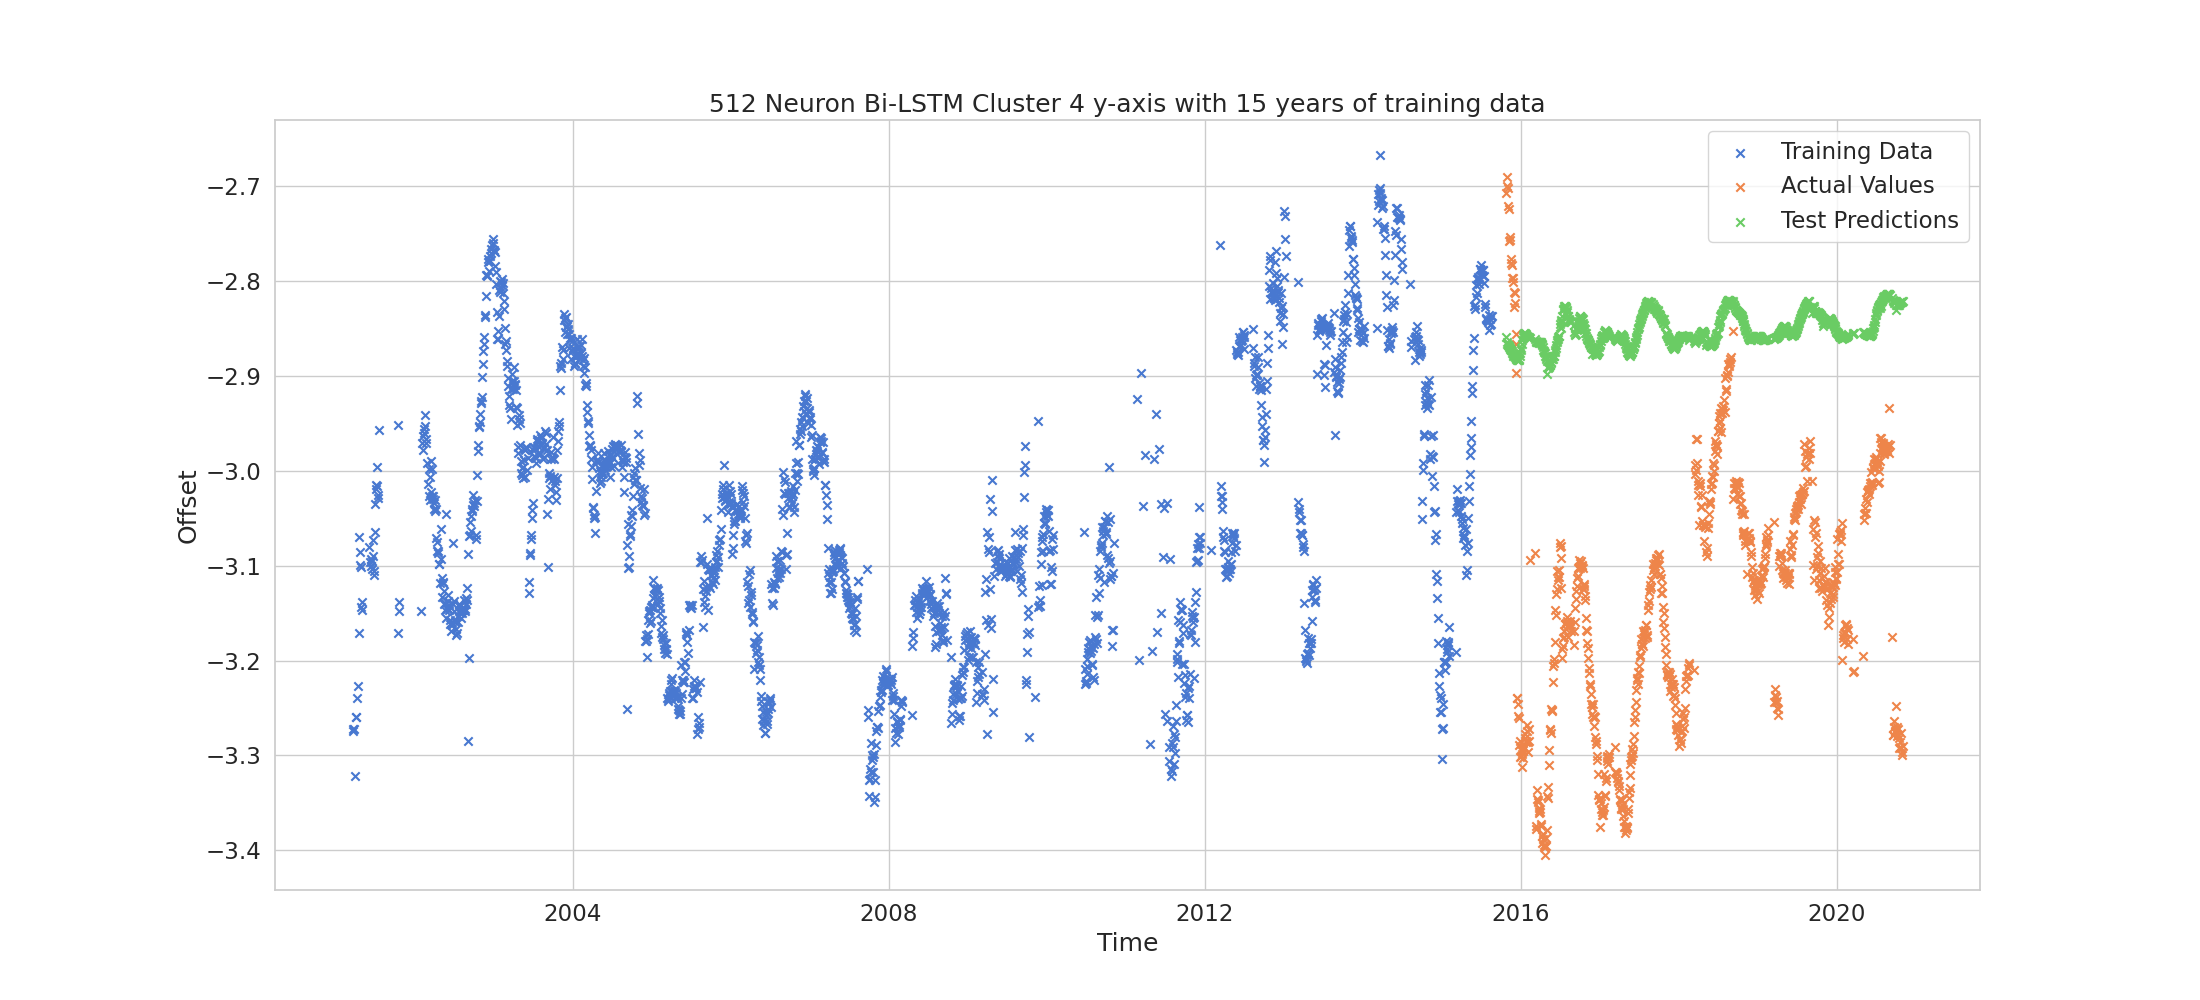 512 Neuron Bi-LSTM Cluster 4 y-axis with 15 years of training data
Training Data
Actual Values
Test Predictions
Offset
−2.7
−2.8
−2.9
−3.0
−3.1
−3.2
−3.3
−3.4
2004
2008
2012
2016
2020
Time